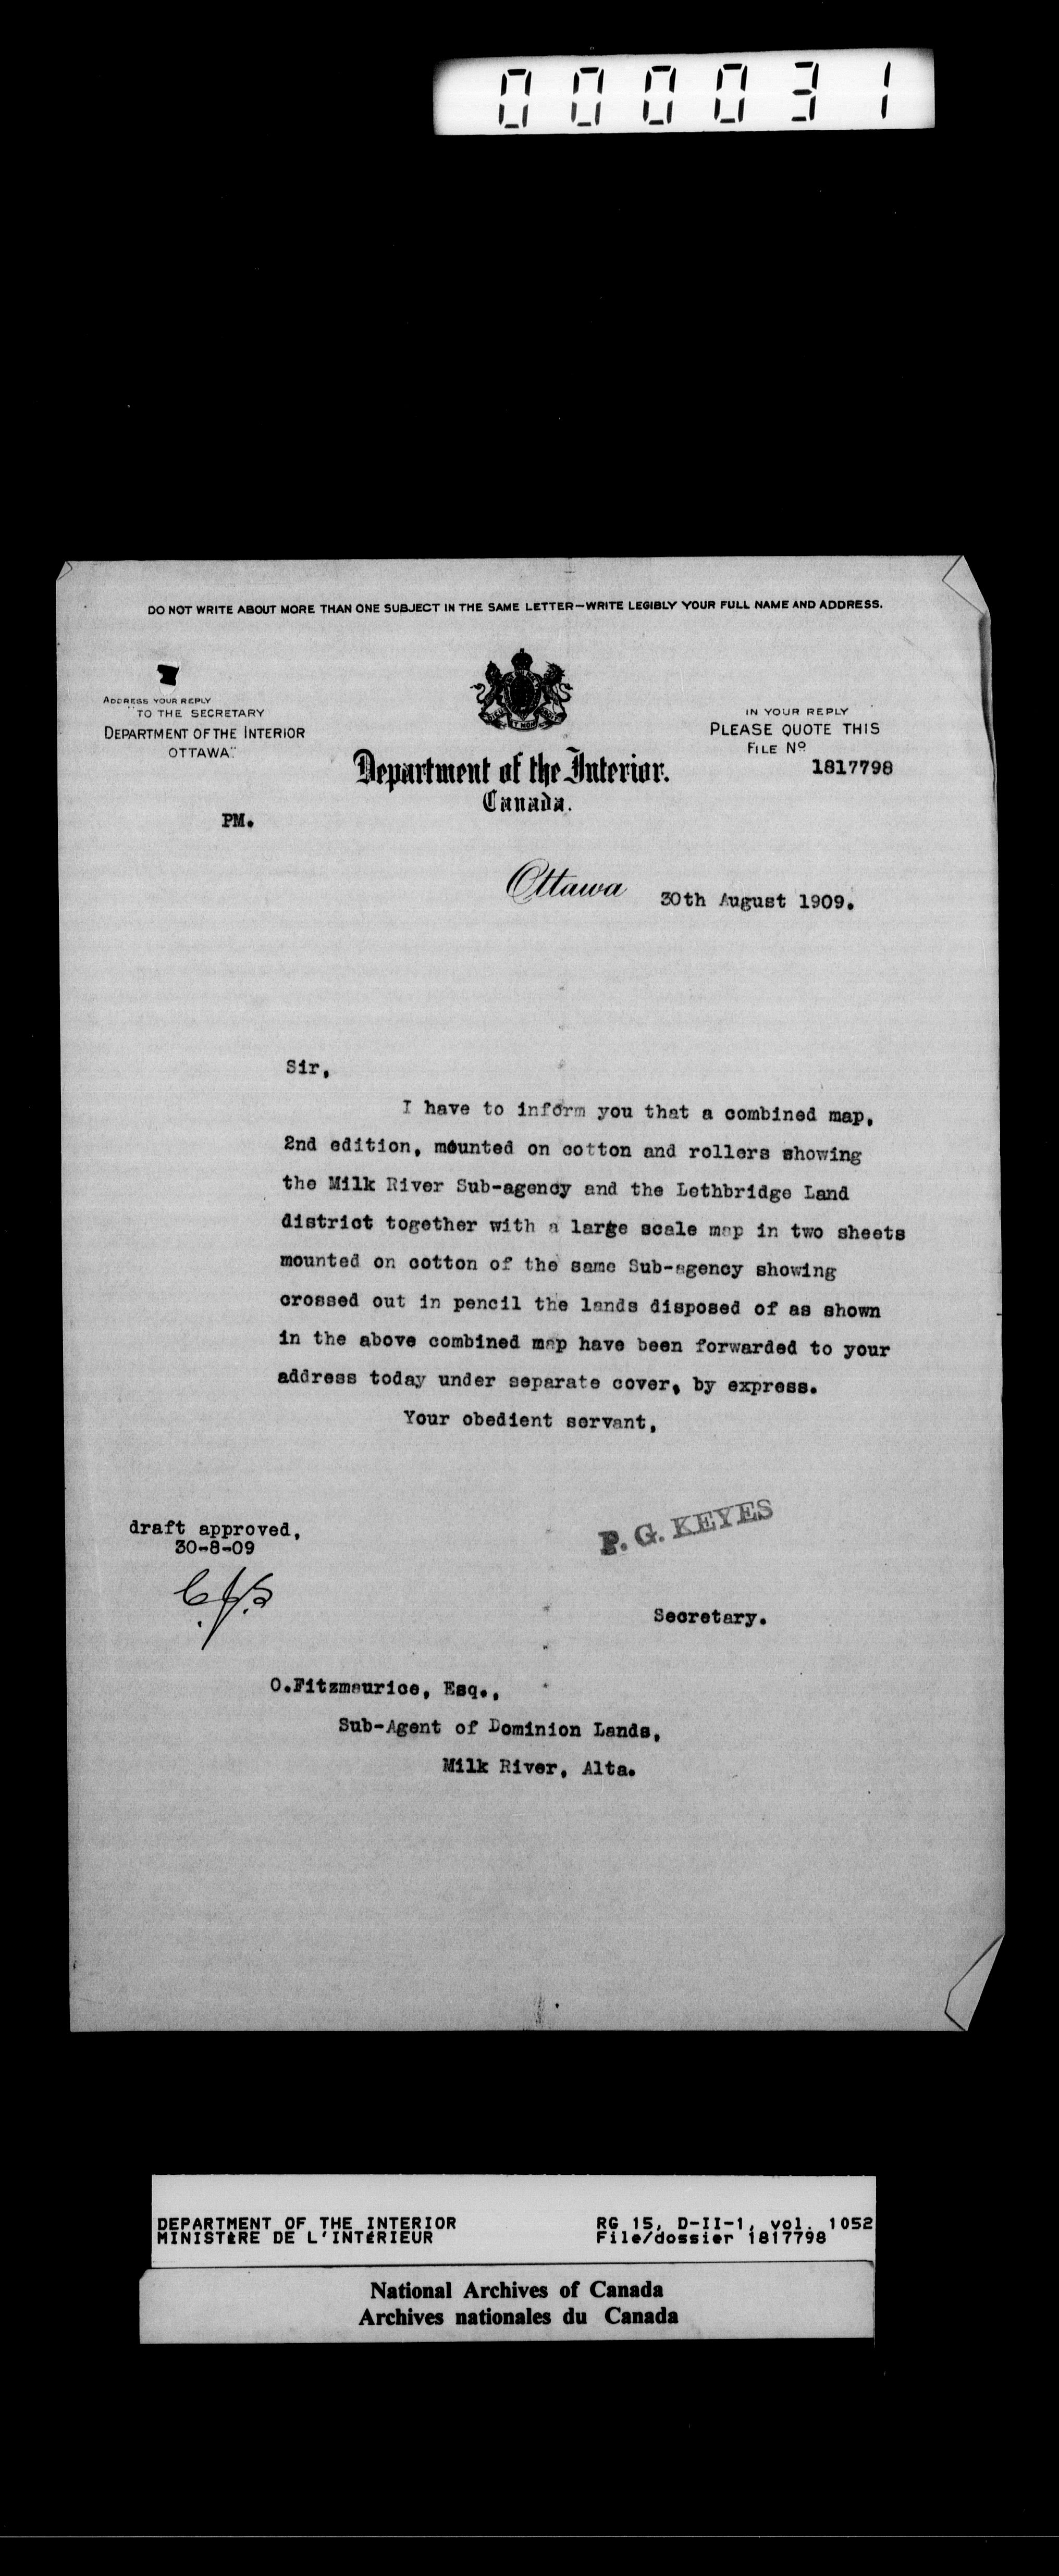 000031
DO NOT WRITE ABOUT MORE THAN ONE SUBJECT IN THE SAME LETTER—WRITE LEGIBLY YOUR FULL NAME AND ADDRESS.
ADDRESS YOUR REPLY
"TO THE SECRETARY
DEPARTMENT OF THE INTERIOR
OTTAWA."
IN YOUR REPLY
PLEASE QUOTE THIS
FILE No
1817798
Department of the Interior.
Canada.
PM.
Ottawa 30th August 1909.
Sir,
I have to inform you that a combined map,
2nd edition, mounted on cotton and rollers showing
the Milk River Sub-agency and the Lethbridge Land
district together with a large scale map in two sheets
mounted on cotton of the same Sub-agency showing
crossed out in pencil the lands disposed of as shown
in the above combined map have been forwarded to your
address today under separate cover, by express.
Your obedient servant,
P. G. KEYES
draft approved,
30-8-09
Secretary.
O.Fitzmaurice, Esq.,
Sub-Agent of Dominion Lands,
Milk River, Alta.
DEPARTMENT OF THE INTERIOR
MINISTÈRE DE L'INTÉRIEUR
RG 15, D-II-1, vol. 1052
File/dossier 1817798
National Archives of Canada
Archives nationales du Canada